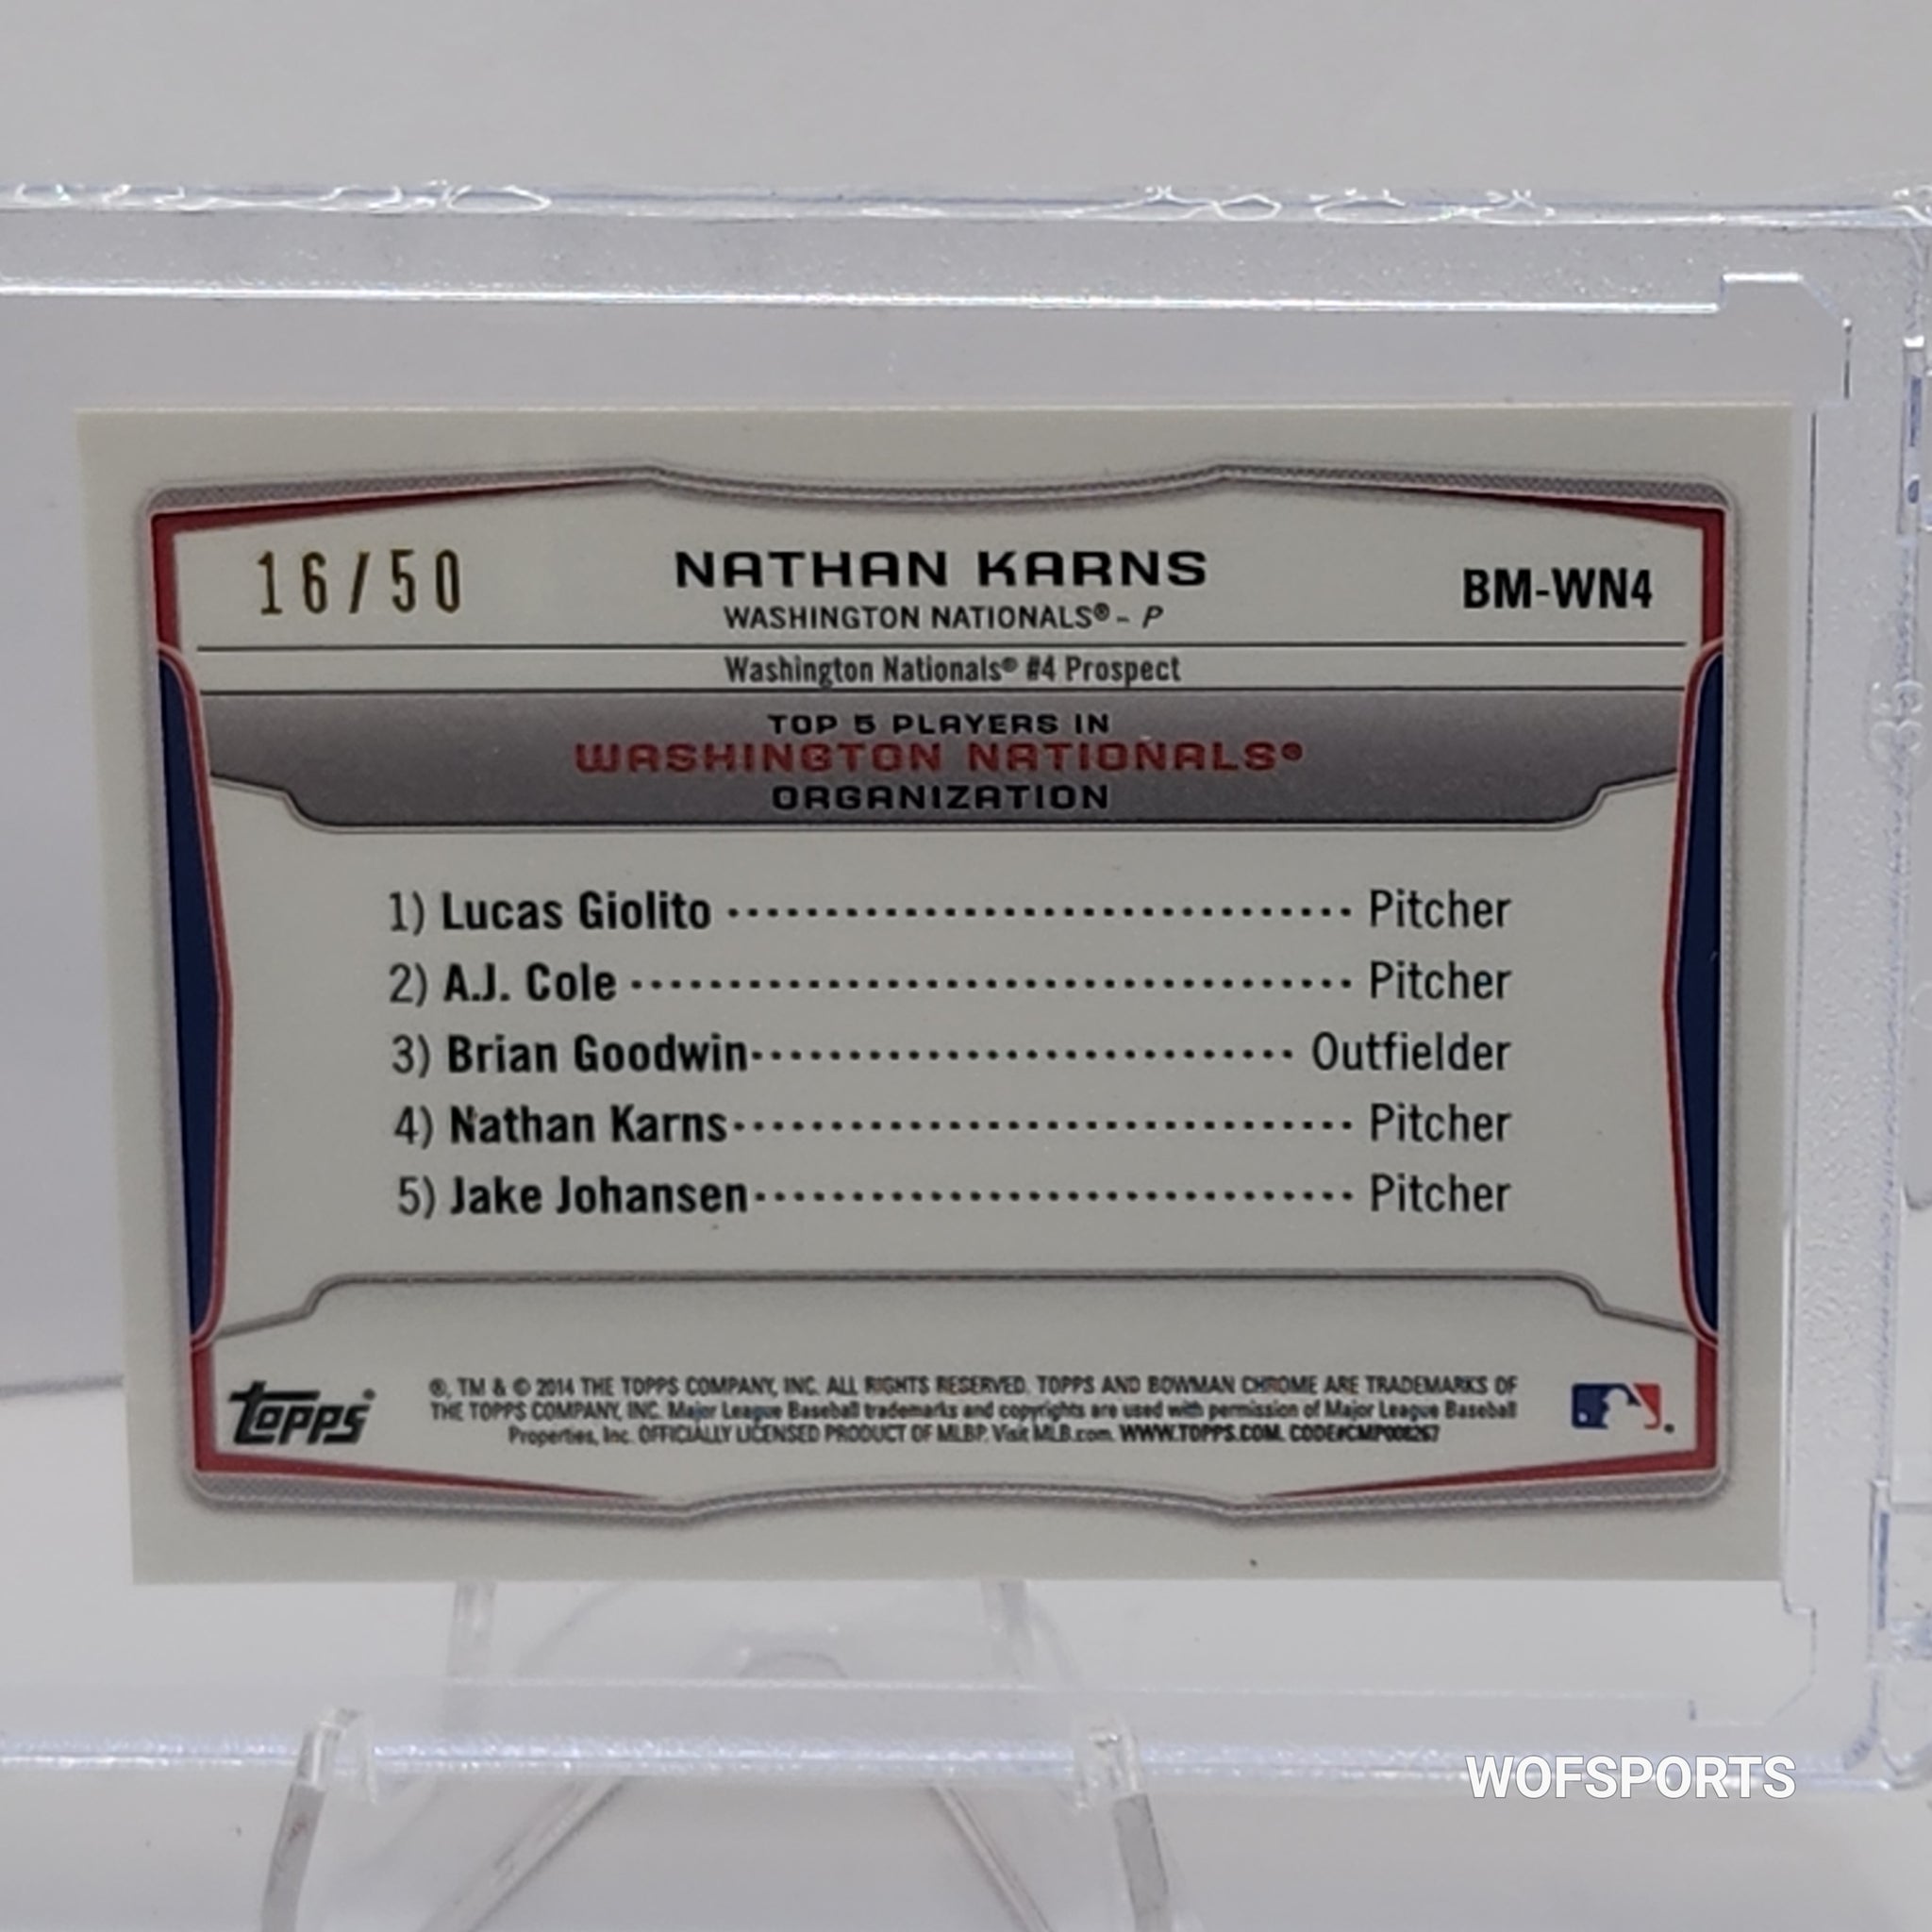 16/50
NATHAN KARNS
BM-WN4
WASHINGTON NATIONALS® - P
Washington Nationals® #4 Prospect
TOP 5 PLAYERS IN
WASHINGTON NATIONALS®
ORGANIZATION
1) Lucas Giolito Pitcher
2) A.J. Cole Pitcher
3) Brian Goodwin Outfielder
4) Nathan Karns Pitcher
5) Jake Johansen Pitcher
topps®
®, TM & © 2014 THE TOPPS COMPANY, INC. ALL RIGHTS RESERVED. TOPPS AND BOWMAN CHROME ARE TRADEMARKS OF
THE TOPPS COMPANY, INC. Major League Baseball trademarks and copyrights are used with permission of Major League Baseball
Properties, Inc. OFFICIALLY LICENSED PRODUCT OF MLBP. Visit MLB.com. WWW.TOPPS.COM.
WOFSPORTS